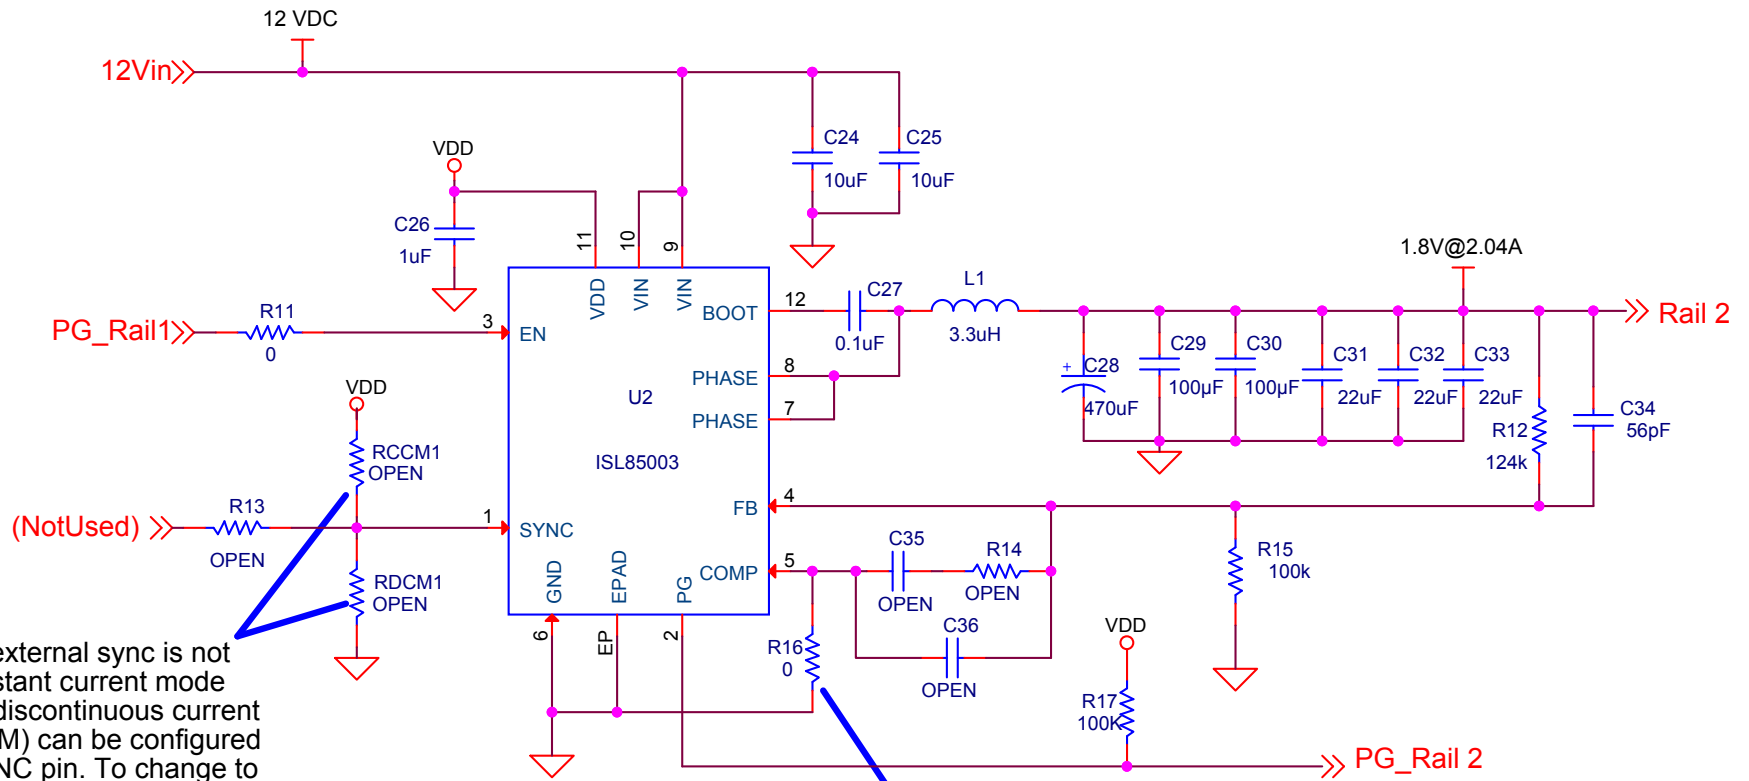 12 VDC
12Vin
VDD
C24
10uF
C25
10uF
C26
1uF
11
10
9
VDD
VIN
VIN
1.8V@2.04A
PG_Rail1
R11
0
3
EN
BOOT
12
C27
0.1uF
L1
3.3uH
Rail 2
PHASE
8
PHASE
7
U2
ISL85003
+
C28
470uF
C29
100µF
C30
100µF
C31
22uF
C32
22uF
C33
22uF
R12
124k
C34
56pF
VDD
RCCM1
OPEN
(NotUsed)
R13
OPEN
1
SYNC
RDCM1
OPEN
FB
4
COMP
5
C35
OPEN
R14
OPEN
C36
OPEN
R15
100k
GND
EPAD
PG
6
EP
2
R16
0
VDD
R17
100K
PG_Rail 2
external sync is not
stant current mode
discontinuous current
M) can be configured
NC pin. To change to